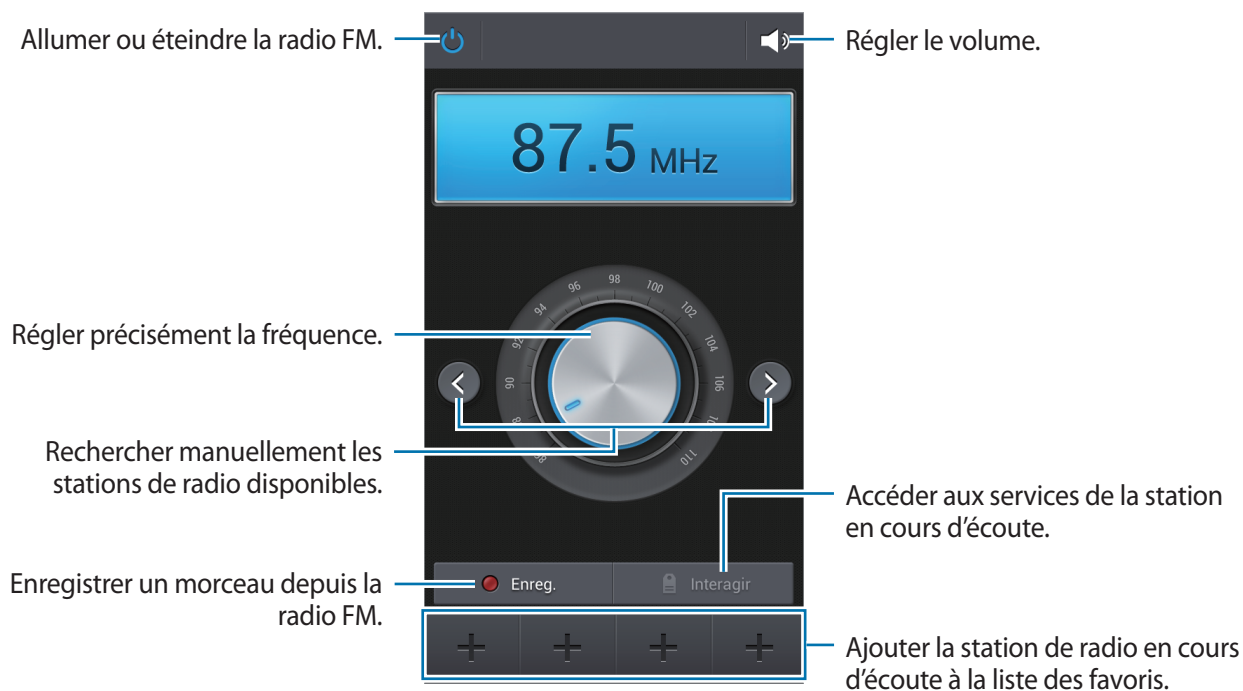 Allumer ou éteindre la radio FM.
Régler le volume.
87.5 MHz
Régler précisément la fréquence.
90
92
94
96
98
100
102
104
106
110
Rechercher manuellement les
stations de radio disponibles.
Accéder aux services de la station
en cours d'écoute.
Enregistrer un morceau depuis la
radio FM.
Enreg.
Interagir
Ajouter la station de radio en cours
d'écoute à la liste des favoris.